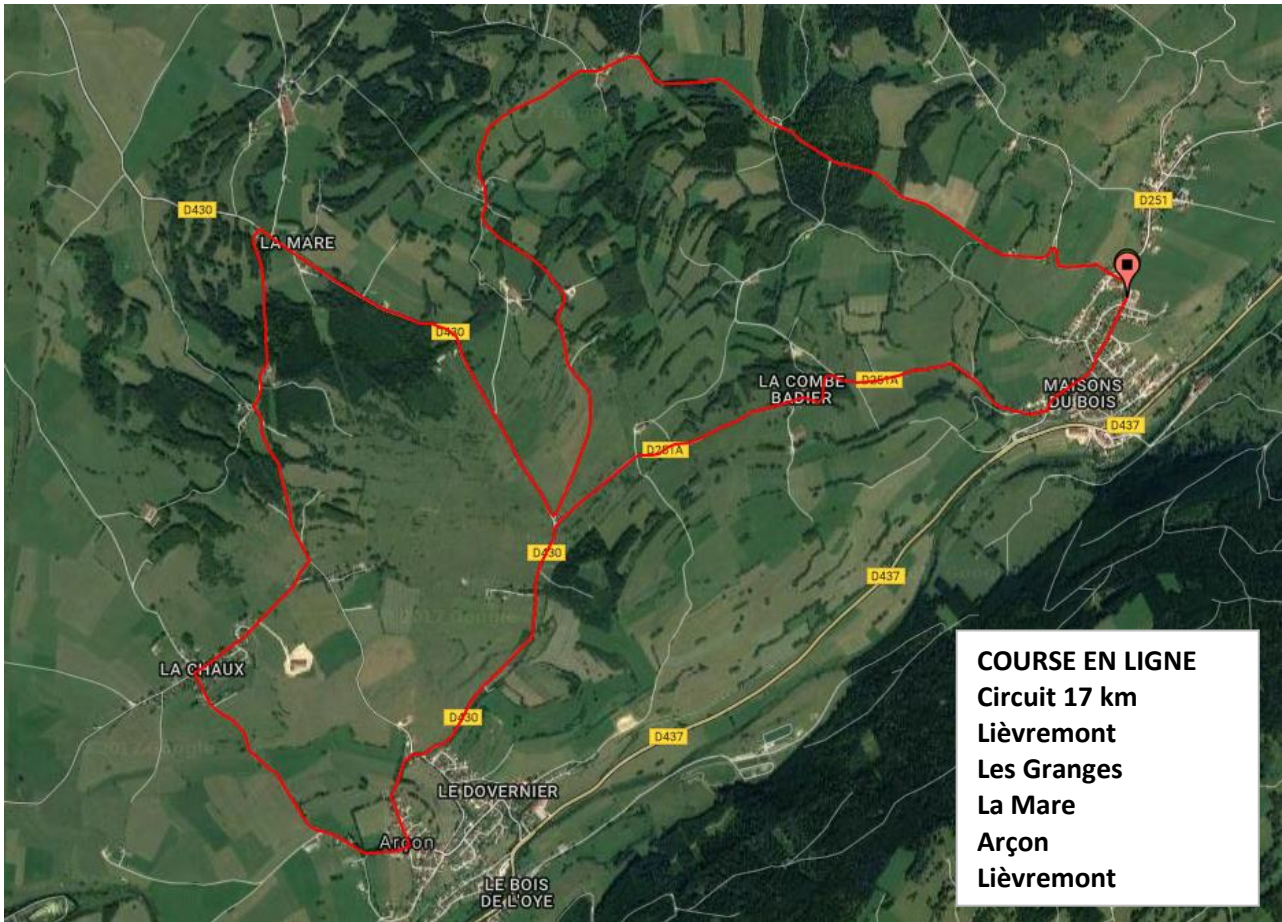 D430
LA MARE
D251
D430
LA COMBE
BADIER
D251A
MAISONS
DU BOIS
D437
D251A
D430
D437
LA CHAUX
D430
D437
LE DOVERNIER
Arçon
LE BOIS
DE L'OYE
COURSE EN LIGNE
Circuit 17 km
Lièvremont
Les Granges
La Mare
Arçon
Lièvremont